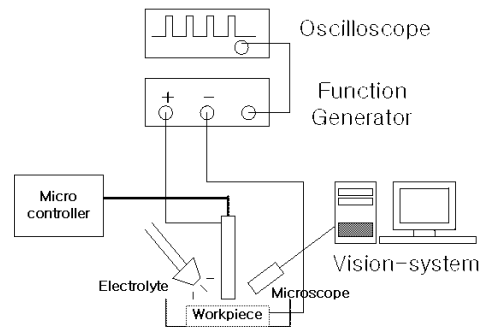 Oscilloscope
Function
Generator
+ −
Micro
controller
Vision-system
Electrolyte
Microscope
Workpiece